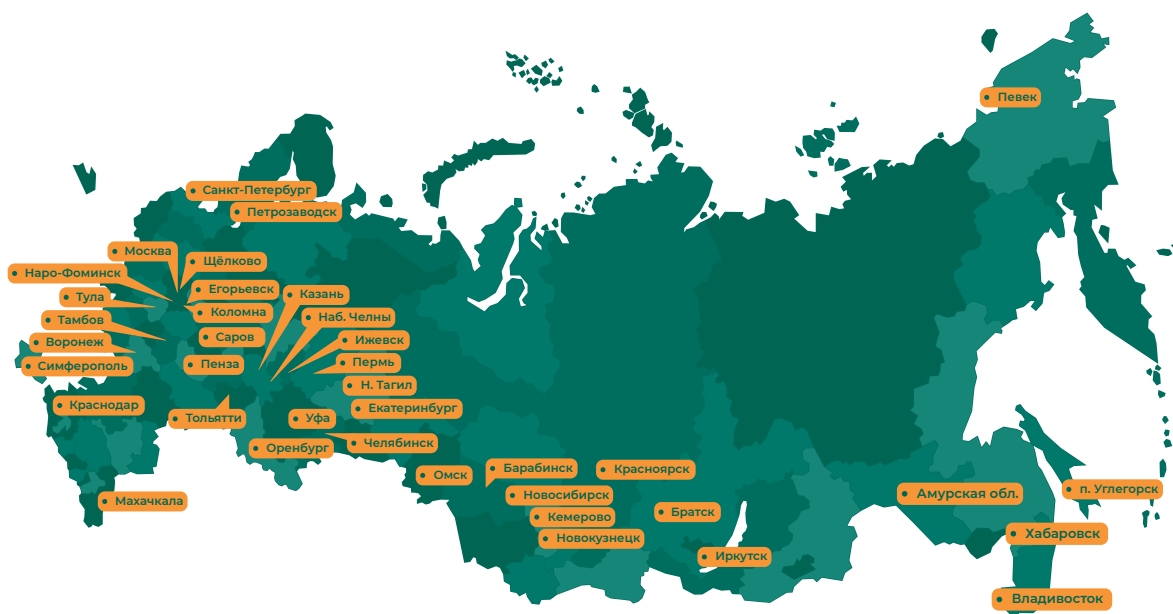 Певек
Санкт-Петербург
Петрозаводск
Москва
Щёлково
Наро-Фоминск
Егорьевск
Казань
Тула
Коломна
Наб. Челны
Тамбов
Саров
Ижевск
Воронеж
Пенза
Пермь
Симферополь
Н. Тагил
Краснодар
Екатеринбург
Тольятти
Уфа
Челябинск
Оренбург
Барабинск
Красноярск
Омск
п. Углегорск
Амурская обл.
Новосибирск
Махачкала
Братск
Кемерово
Хабаровск
Новокузнецк
Иркутск
Владивосток